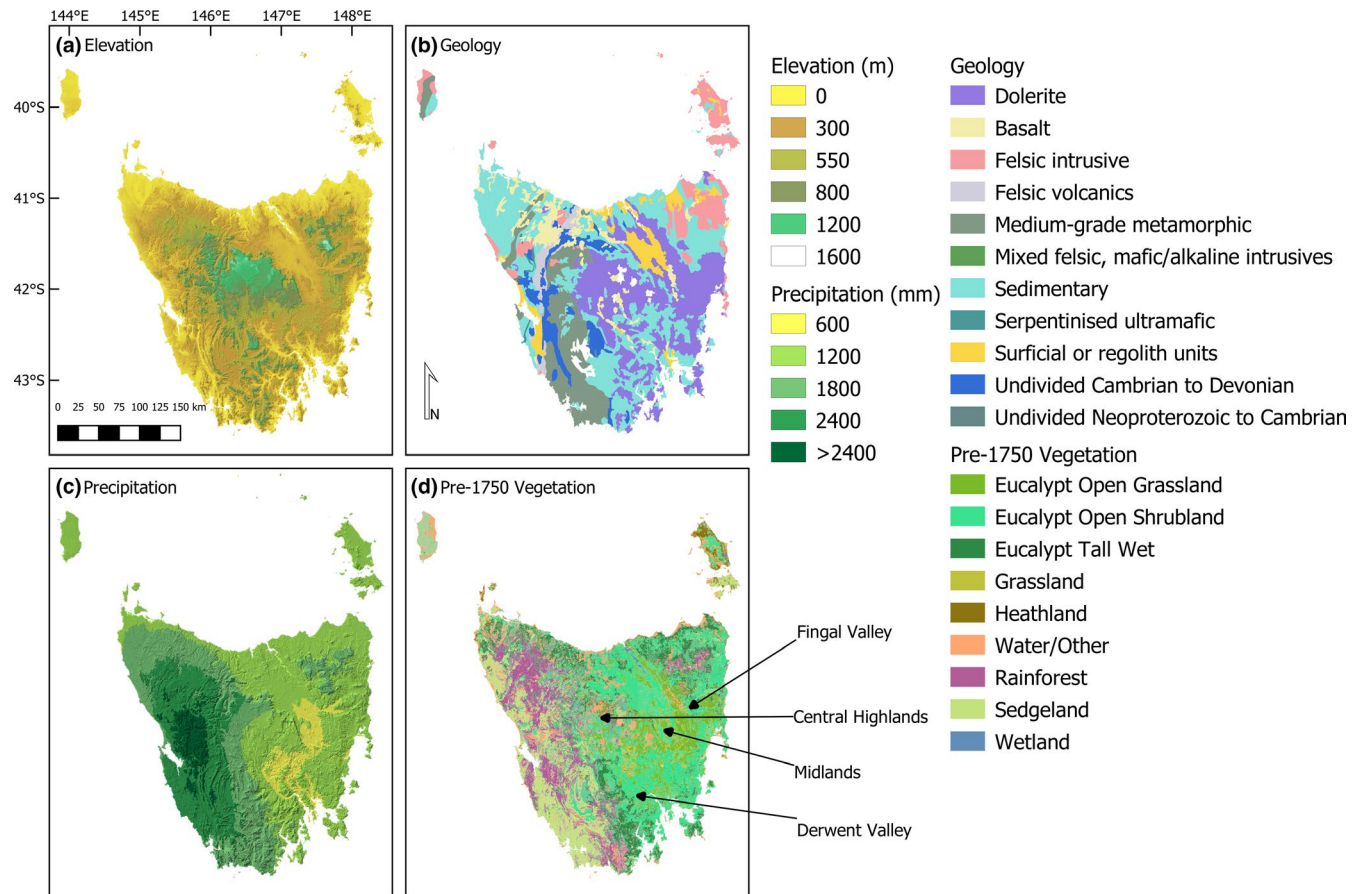 144°E 145°E 146°E 147°E 148°E
(a) Elevation
(b) Geology
40°S
41°S
42°S
43°S
0 25 50 75 100 125 150 km
N
(c) Precipitation
(d) Pre-1750 Vegetation
Fingal Valley
Central Highlands
Midlands
Derwent Valley
Elevation (m)
0
300
550
800
1200
1600
Precipitation (mm)
600
1200
1800
2400
>2400
Geology
Dolerite
Basalt
Felsic intrusive
Felsic volcanics
Medium-grade metamorphic
Mixed felsic, mafic/alkaline intrusives
Sedimentary
Serpentinised ultramafic
Surficial or regolith units
Undivided Cambrian to Devonian
Undivided Neoproterozoic to Cambrian
Pre-1750 Vegetation
Eucalypt Open Grassland
Eucalypt Open Shrubland
Eucalypt Tall Wet
Grassland
Heathland
Water/Other
Rainforest
Sedgeland
Wetland